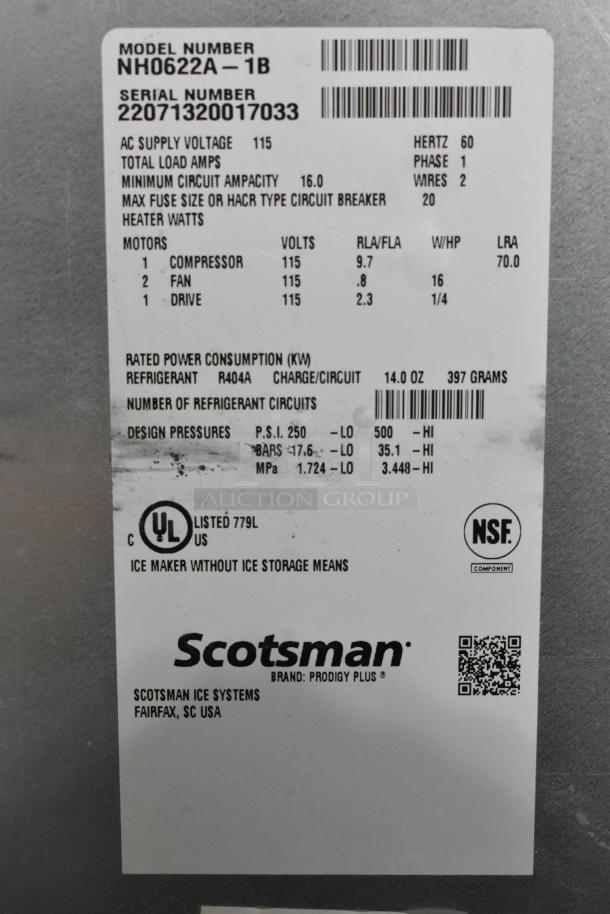 MODEL NUMBER
NH0622A-1B
SERIAL NUMBER
22071320017033
AC SUPPLY VOLTAGE 115 HERTZ 60
TOTAL LOAD AMPS PHASE 1
MINIMUM CIRCUIT AMPACITY 16.0 WIRES 2
MAX FUSE SIZE OR HACR TYPE CIRCUIT BREAKER 20
HEATER WATTS
MOTORS VOLTS RLA/FLA W/HP LRA
1 COMPRESSOR 115 9.7 70.0
2 FAN 115 .8 16
1 DRIVE 115 2.3 1/4
RATED POWER CONSUMPTION (KW)
REFRIGERANT R404A CHARGE/CIRCUIT 14.0 OZ 397 GRAMS
NUMBER OF REFRIGERANT CIRCUITS
DESIGN PRESSURES P.S.I. 250 -LO 500 -HI
BARS 17.6 -LO 35.1 -HI
MPa 1.724 -LO 3.448 -HI
AUCTION GROUP
C UL US LISTED 779L
NSF.
COMPONENT
ICE MAKER WITHOUT ICE STORAGE MEANS
Scotsman
BRAND: PRODIGY PLUS ®
SCOTSMAN ICE SYSTEMS
FAIRFAX, SC USA